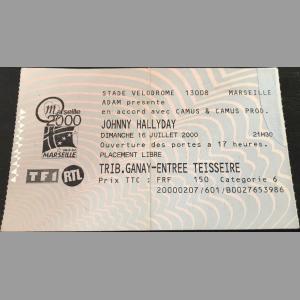 Marseille
2000
MARSEILLE
TF1 RTL
STADE VELODROME 13008 MARSEILLE
ADAM presente
en accord avec CAMUS & CAMUS PROD.
JOHNNY HALLYDAY
DIMANCHE 16 JUILLET 2000 21H30
Ouverture des portes a 17 heures.
PLACEMENT LIBRE
TRIB.GANAY-ENTREE TEISSEIRE
Prix TTC : FRF 150 Categorie 6
20000207/601/B0027653986